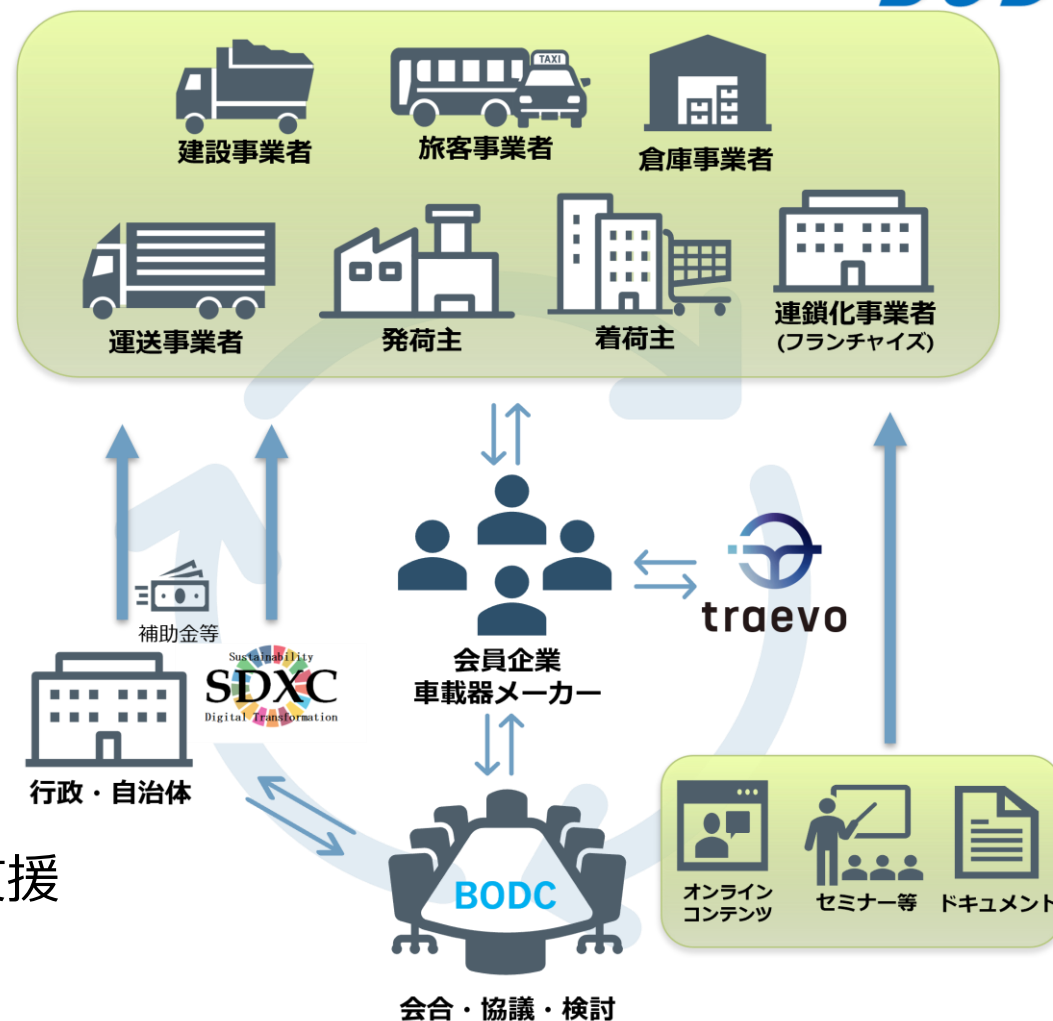 TAXI
建設事業者
旅客事業者
倉庫事業者
運送事業者
発荷主
着荷主
連鎖化事業者
(フランチャイズ)
補助金等
Sustainability
SDXC
Digital Transformation
行政・自治体
会員企業
車載器メーカー
traevo
援
BODC
オンライン
コンテンツ
セミナー等
ドキュメント
会合・協議・検討